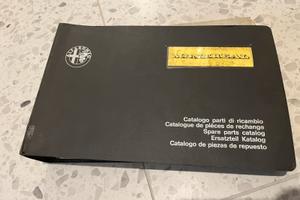 Catalogo parti di ricambio
Catalogue de pièces de rechange
Spare parts catalog
Ersatzteil Katalog
Catalogo de piezas de repuesto